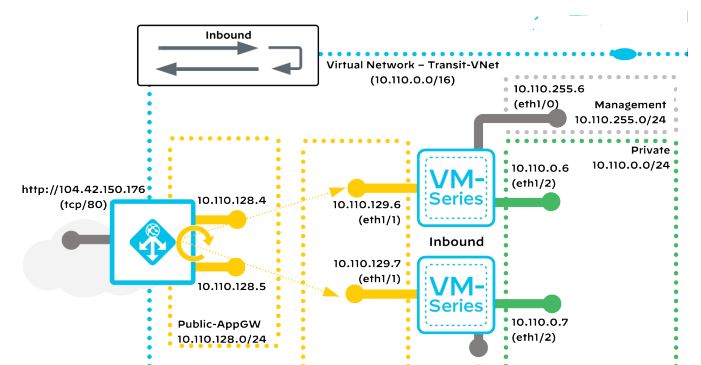 Inbound
Virtual Network – Transit-VNet
(10.110.0.0/16)
10.110.255.6
(eth1/0)
Management
10.110.255.0/24
Private
10.110.0.0/24
http://104.42.150.176
(tcp/80)
10.110.128.4
10.110.128.5
Public-AppGW
10.110.128.0/24
10.110.129.6
(eth1/1)
VM-
Series
10.110.0.6
(eth1/2)
Inbound
10.110.129.7
(eth1/1)
VM-
Series
10.110.0.7
(eth1/2)